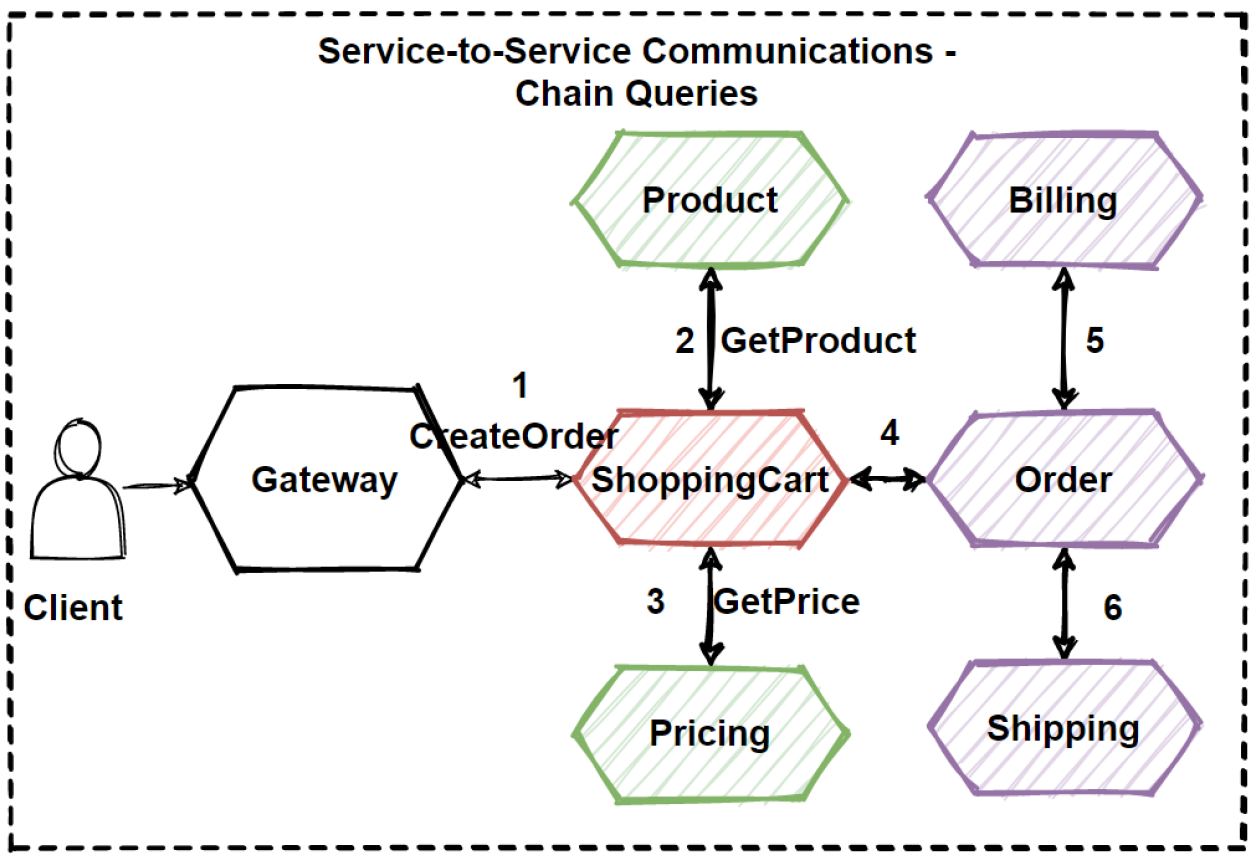 Service-to-Service Communications -
Chain Queries
Product
Billing
2 GetProduct
5
1
CreateOrder
4
Gateway
ShoppingCart
Order
Client
3 GetPrice
6
Pricing
Shipping